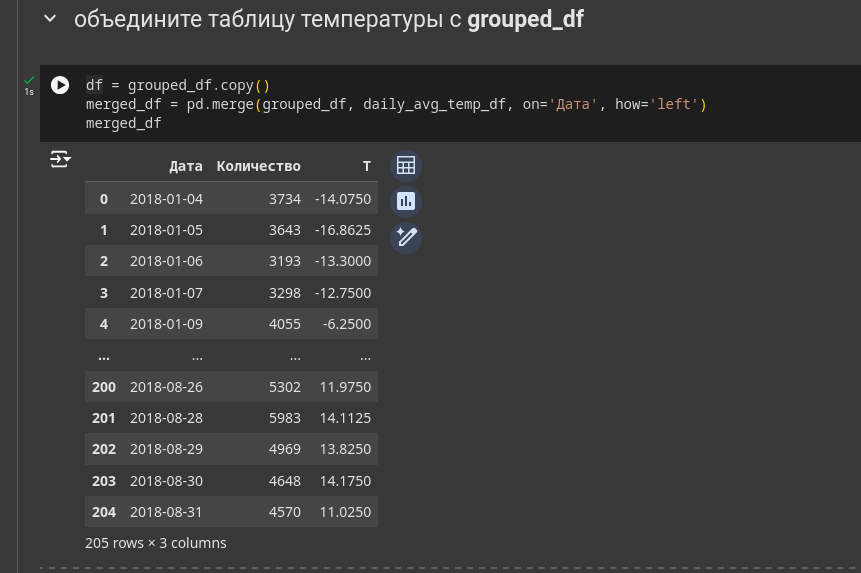 объедините таблицу температуры с grouped_df
1s
df = grouped_df.copy()
merged_df = pd.merge(grouped_df, daily_avg_temp_df, on='Дата', how='left')
merged_df
Дата Количество T
0 2018-01-04 3734 -14.0750
1 2018-01-05 3643 -16.8625
2 2018-01-06 3193 -13.3000
3 2018-01-07 3298 -12.7500
4 2018-01-09 4055 -6.2500
... ... ... ...
200 2018-08-26 5302 11.9750
201 2018-08-28 5983 14.1125
202 2018-08-29 4969 13.8250
203 2018-08-30 4648 14.1750
204 2018-08-31 4570 11.0250
205 rows × 3 columns